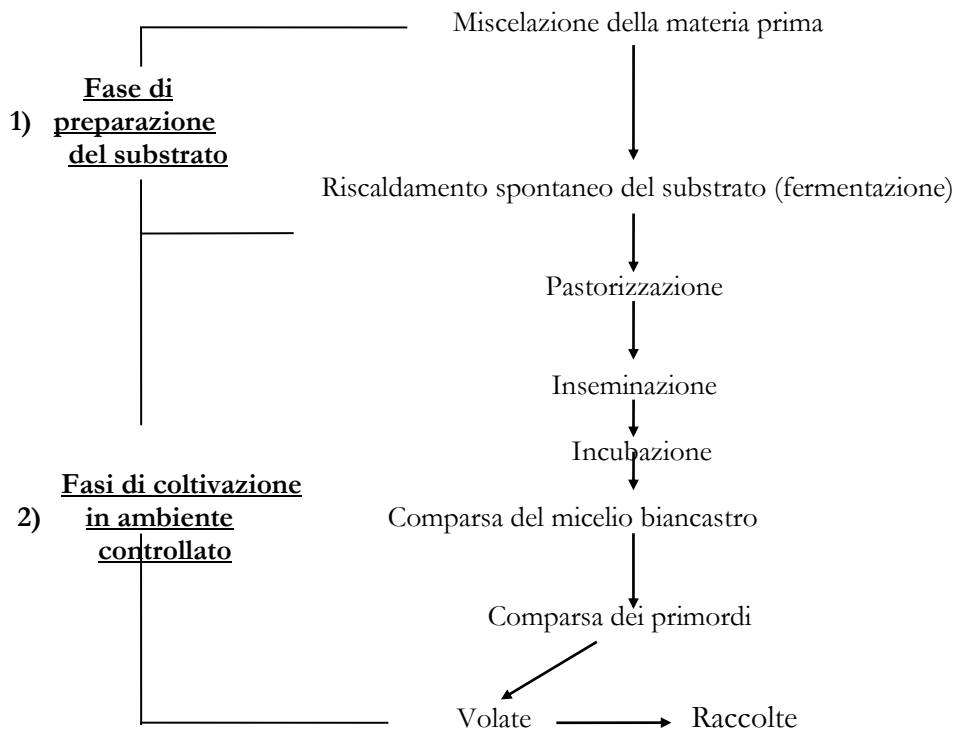 Miscelazione della materia prima
1) Fase di
preparazione
del substrato
Riscaldamento spontaneo del substrato (fermentazione)
Pastorizzazione
Inseminazione
Incubazione
2) Fasi di coltivazione
in ambiente
controllato
Comparsa del micelio biancastro
Comparsa dei primordi
Volate
Raccolte